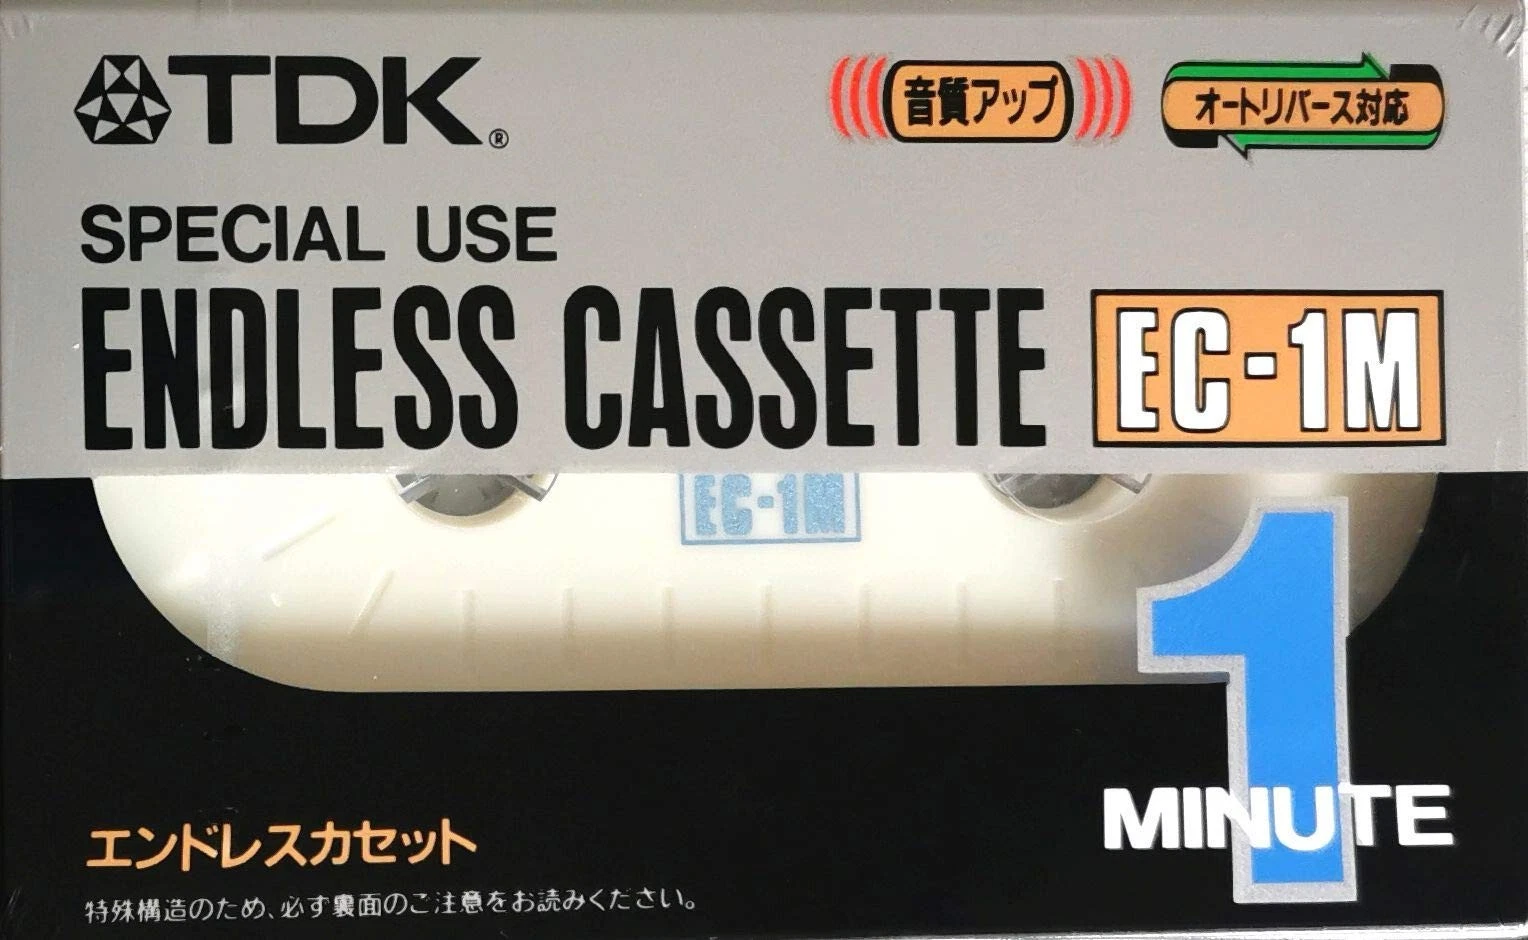 TDK®
音質アップ
オートリバース対応
SPECIAL USE
ENDLESS CASSETTE EC-1M
EC-1M
1
MINUTE
エンドレスカセット
特殊構造のため、必ず裏面のご注意をお読みください。